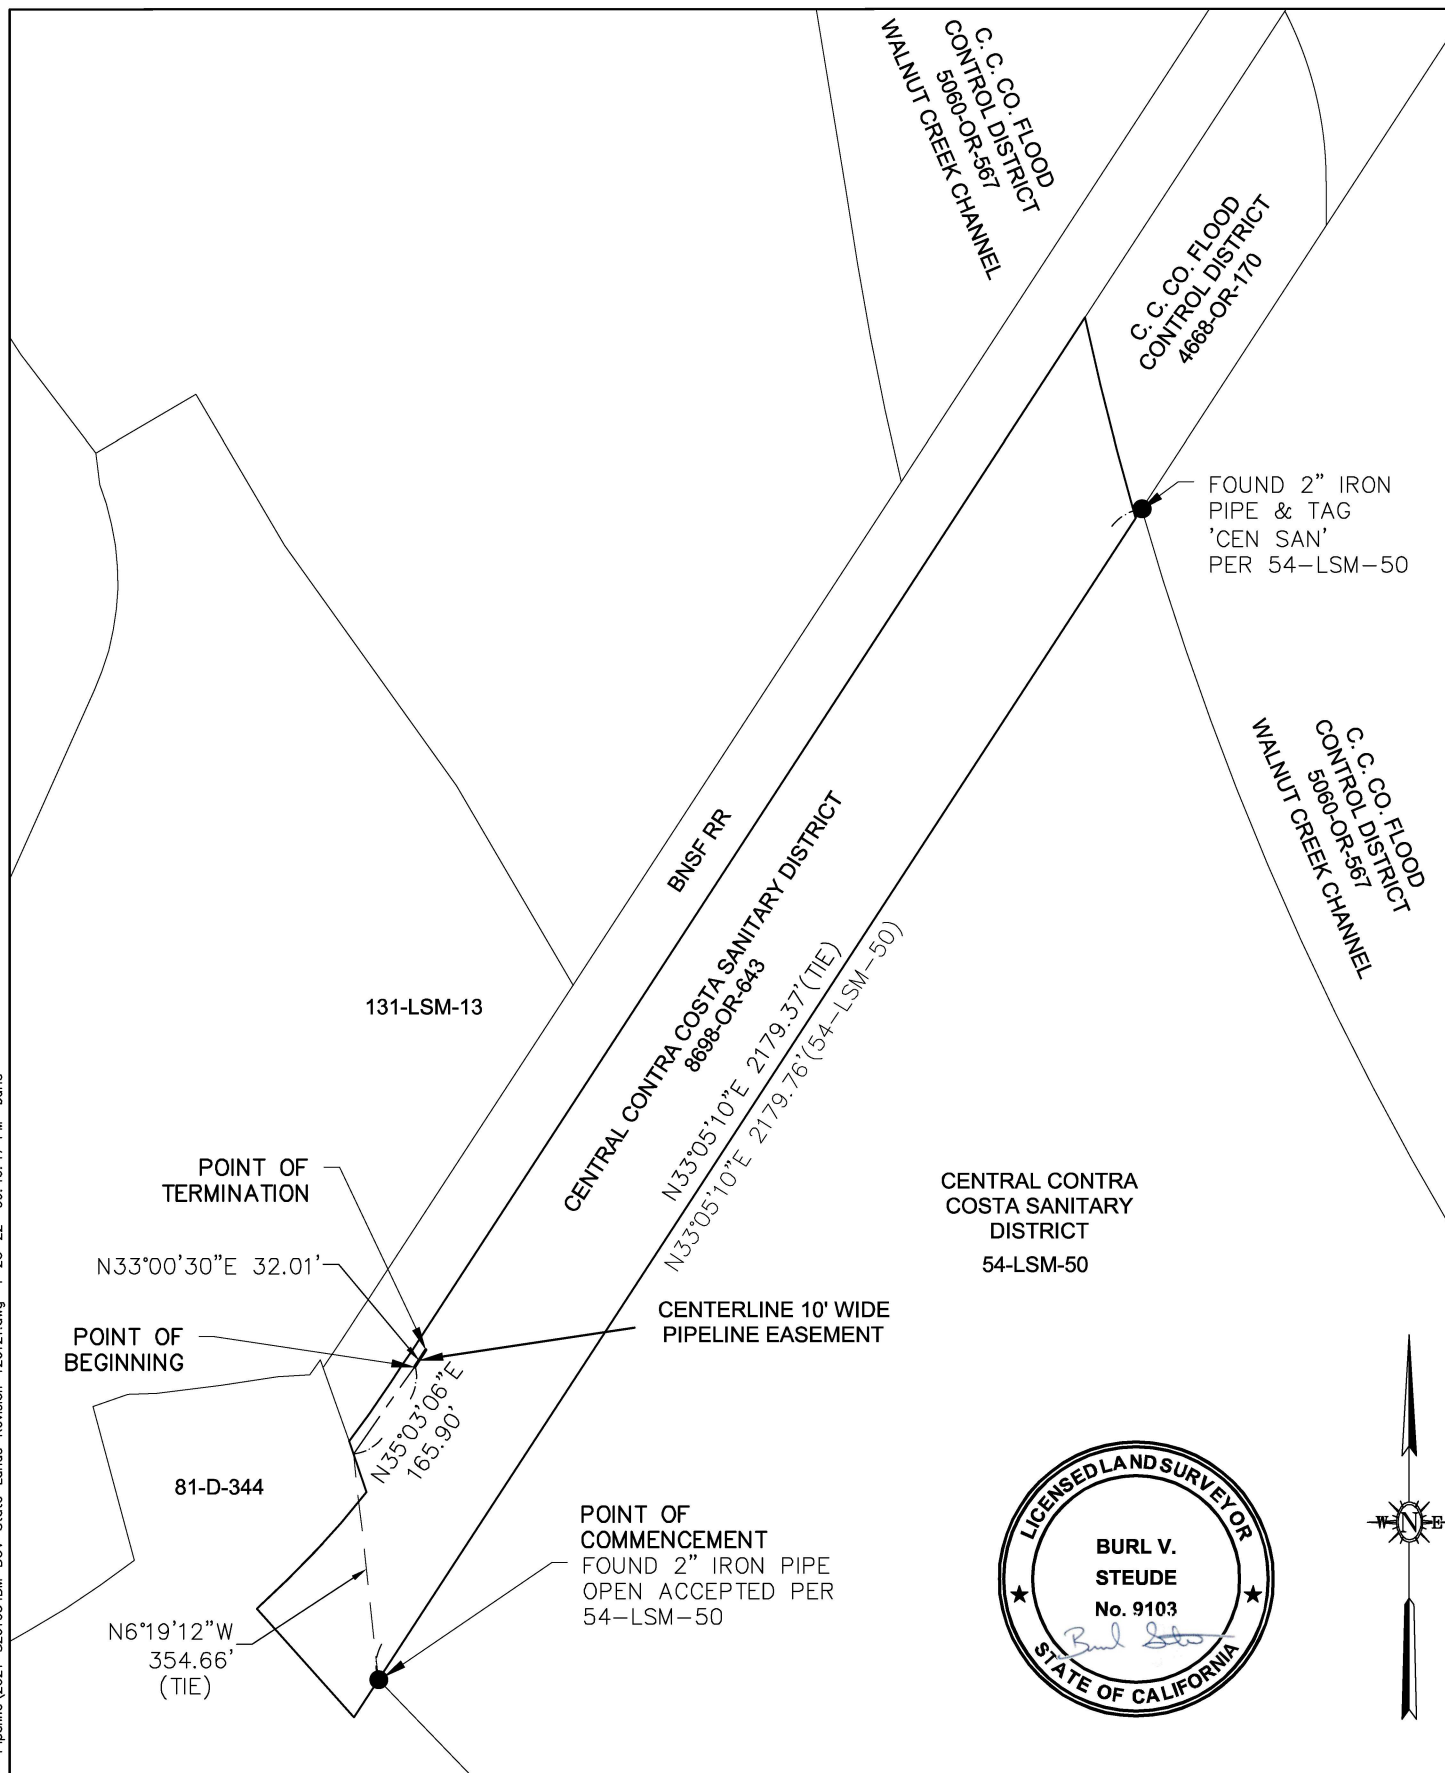 C. C. CO. FLOOD
CONTROL DISTRICT
5060-OR-567
WALNUT CREEK CHANNEL
C. C. CO. FLOOD
CONTROL DISTRICT
4668-OR-170
FOUND 2" IRON
PIPE & TAG
'CEN SAN'
PER 54-LSM-50
C. C. CO. FLOOD
CONTROL DISTRICT
5060-OR-567
WALNUT CREEK CHANNEL
BNSF RR
CENTRAL CONTRA COSTA SANITARY DISTRICT
8698-OR-643
N33°05'10"E 2179.37'(TIE)
N33°05'10"E 2179.76'(54-LSM-50)
131-LSM-13
POINT OF
TERMINATION
N33°00'30"E 32.01'
POINT OF
BEGINNING
CENTRAL CONTRA
COSTA SANITARY
DISTRICT
54-LSM-50
CENTERLINE 10' WIDE
PIPELINE EASEMENT
N35°03'06"E
165.90'
81-D-344
POINT OF
COMMENCEMENT
FOUND 2" IRON PIPE
OPEN ACCEPTED PER
54-LSM-50
N6°19'12"W
354.66'
(TIE)
LICENSED LAND SURVEYOR
BURL V.
STEUDE
No. 9103
STATE OF CALIFORNIA
W N E